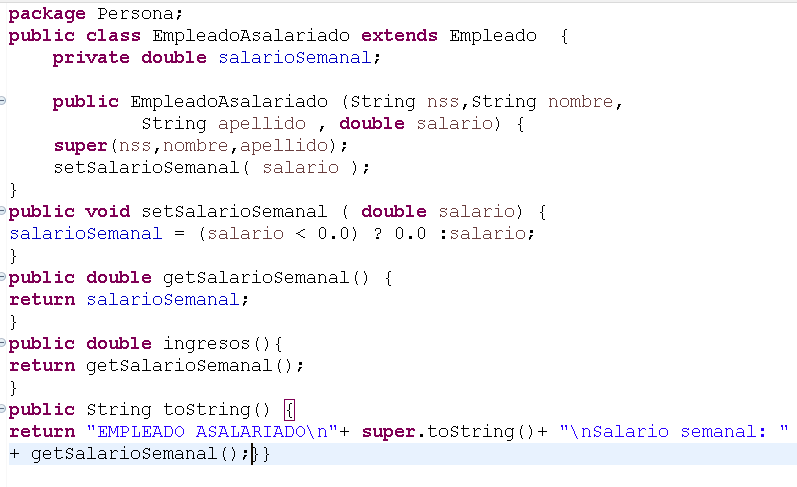 package Persona;
public class EmpleadoAsalariado extends Empleado  {
    private double salarioSemanal;

    public EmpleadoAsalariado (String nss,String nombre,
            String apellido , double salario) {
    super(nss,nombre,apellido);
    setSalarioSemanal( salario );
}
public void setSalarioSemanal ( double salario) {
salarioSemanal = (salario < 0.0) ? 0.0 :salario;
}
public double getSalarioSemanal() {
return salarioSemanal;
}
public double ingresos(){
return getSalarioSemanal();
}
public String toString() {
return "EMPLEADO ASALARIADO\n"+ super.toString()+ "\nSalario semanal: "
+ getSalarioSemanal();}}